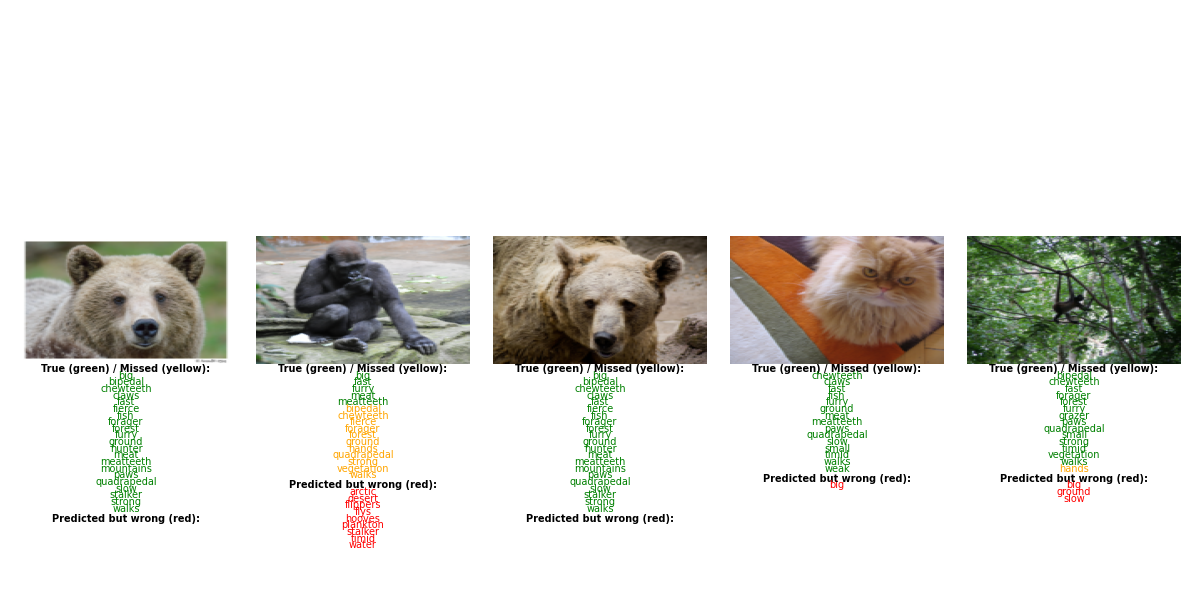 True (green) / Missed (yellow):
big
bipedal
chewteeth
claws
fast
fierce
fish
forager
forest
furry
ground
hunter
meat
meatteeth
mountains
paws
quadrapedal
slow
stalker
strong
walks
Predicted but wrong (red):
True (green) / Missed (yellow):
big
fast
furry
meat
meatteeth
bipedal
chewteeth
fierce
forager
forest
ground
hands
quadrapedal
strong
vegetation
walks
Predicted but wrong (red):
arctic
desert
flippers
flys
hooves
plankton
stalker
timid
water
True (green) / Missed (yellow):
big
bipedal
chewteeth
claws
fast
fierce
fish
forager
forest
furry
ground
hunter
meat
meatteeth
mountains
paws
quadrapedal
slow
stalker
strong
walks
Predicted but wrong (red):
True (green) / Missed (yellow):
chewteeth
claws
fast
fish
furry
ground
meat
meatteeth
paws
quadrapedal
slow
small
timid
walks
weak
Predicted but wrong (red):
big
True (green) / Missed (yellow):
bipedal
chewteeth
fast
forager
forest
furry
grazer
paws
quadrapedal
small
strong
timid
vegetation
walks
hands
Predicted but wrong (red):
big
ground
slow